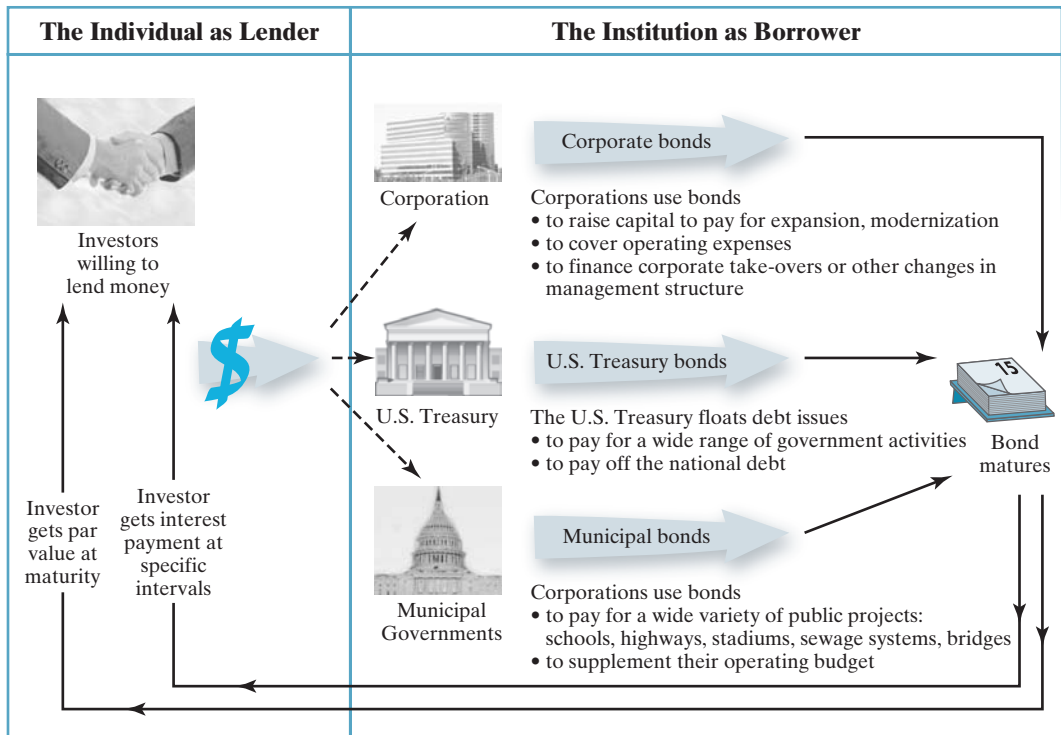 The Individual as Lender
The Institution as Borrower
Investors
willing to
lend money
$
Investor
gets par
value at
maturity
Investor
gets interest
payment at
specific
intervals
Corporation
Corporate bonds
Corporations use bonds
• to raise capital to pay for expansion, modernization
• to cover operating expenses
• to finance corporate take-overs or other changes in
management structure
U.S. Treasury
U.S. Treasury bonds
The U.S. Treasury floats debt issues
• to pay for a wide range of government activities
• to pay off the national debt
Municipal
Governments
Municipal bonds
Corporations use bonds
• to pay for a wide variety of public projects:
schools, highways, stadiums, sewage systems, bridges
• to supplement their operating budget
15
Bond
matures